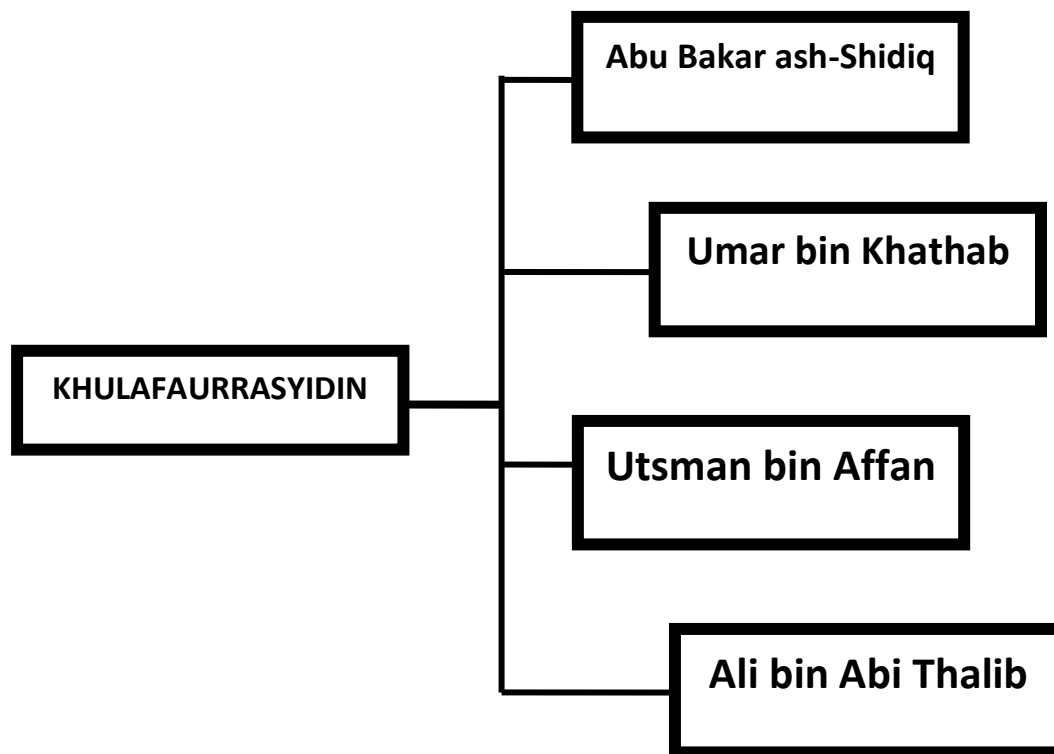 Abu Bakar ash-Shidiq
Umar bin Khathab
KHULAFAURRASYIDIN
Utsman bin Affan
Ali bin Abi Thalib